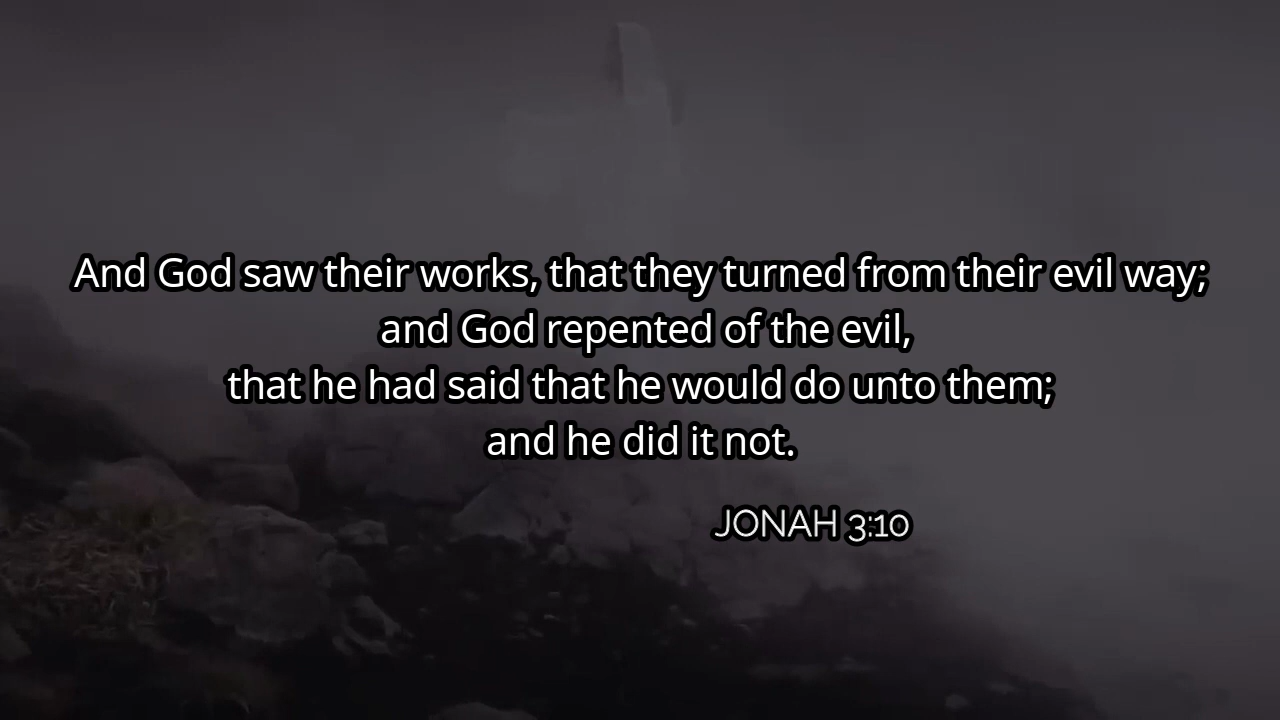 And God saw their works, that they turned from their evil way;
and God repented of the evil,
that he had said that he would do unto them;
and he did it not.
JONAH 3:10